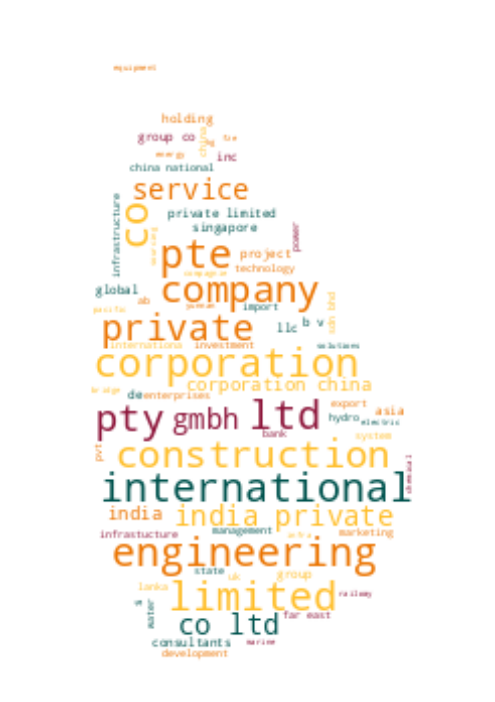 equipment
holding
group co
china
tie
energy
inc
china national
service
co
infrastructure
private limited
singapore
power
pte
project
technology
company
global
ab
import
sdn bhd
pacific
private
llc
b v
international
investment
solutions
corporation
corporation china
bridge
de
enterprises
export
asia
pty
gmbh
ltd
hydro
electric
bank
system
pvt
construction
chemical
international
india
india private
infrastucture
management
infra
marketing
engineering
state
uk
group
lanka
limited
railway
water
far east
co ltd
consultants
marine
development